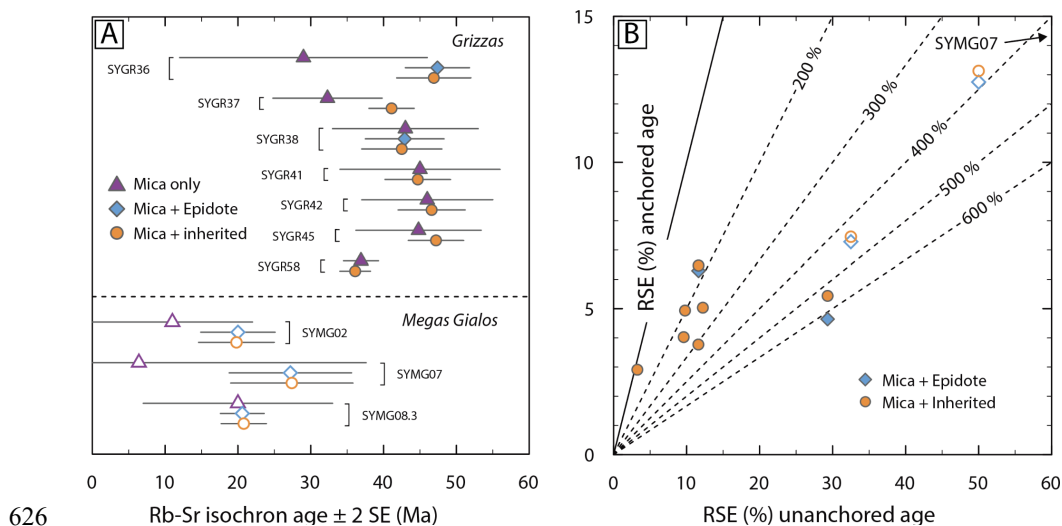 A
Grizzas
SYGR36
SYGR37
SYGR38
SYGR41
SYGR42
SYGR45
SYGR58
Mica only
Mica + Epidote
Mica + inherited
Megas Gialos
SYMG02
SYMG07
SYMG08.3
0 10 20 30 40 50 60
626
Rb-Sr isochron age ± 2 SE (Ma)
B
15
10
5
0
RSE (%) anchored age
SYMG07
200 %
300 %
400 %
500 %
600 %
Mica + Epidote
Mica + Inherited
0 10 20 30 40 50 60
RSE (%) unanchored age